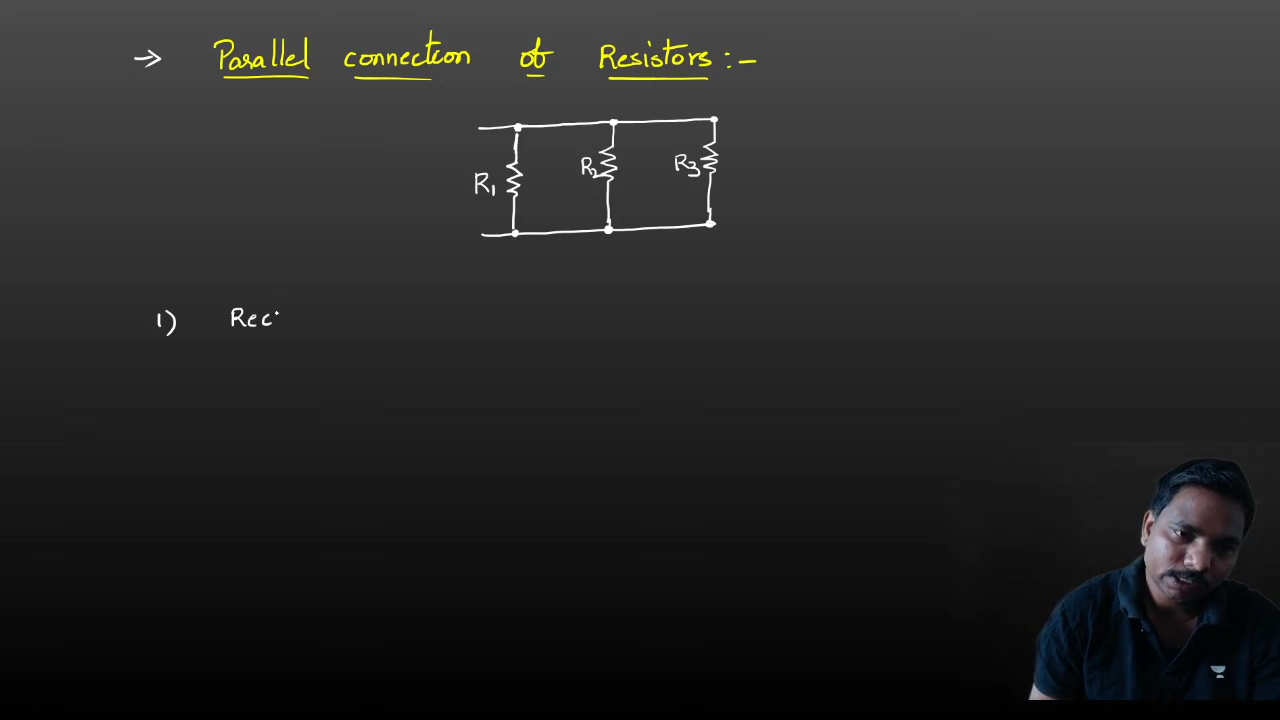 → Parallel connection of Resistors :-
R1 R2 R3
1) Rec